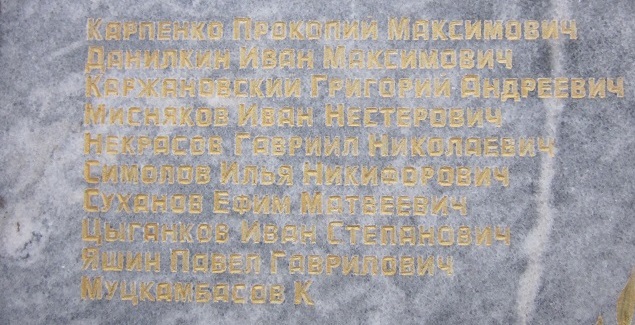 Карпенко Прокопий Максимович
Данилкин Иван Максимович
Каржановский Григорий Андреевич
Мисняков Иван Нестерович
Некрасов Гавриил Николаевич
Симолов Илья Никифорович
Суханов Ефим Матвеевич
Цыганков Иван Степанович
Яшин Павел Гаврилович
Муцкамбасов К